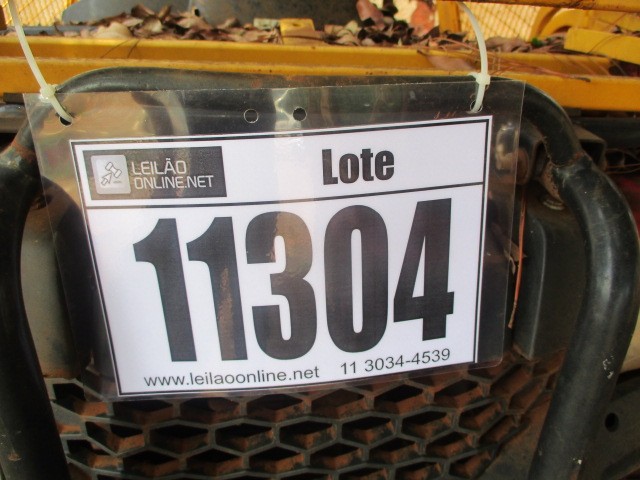 LEILÃO
ONLINE.NET
Lote
11304
www.leilaoonline.net 11 3034-4539